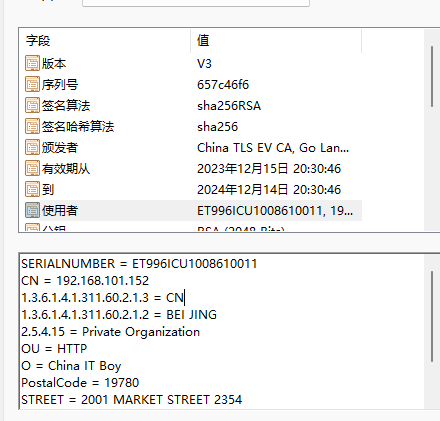 字段 值
版本 V3
序列号 657c46f6
签名算法 sha256RSA
签名哈希算法 sha256
颁发者 China TLS EV CA, Go Lan...
有效期从 2023年12月15日 20:30:46
到 2024年12月14日 20:30:46
使用者 ET996ICU1008610011, 19...
公钥 RSA (2048 Bits)
SERIALNUMBER = ET996ICU1008610011
CN = 192.168.101.152
1.3.6.1.4.1.311.60.2.1.3 = CN
1.3.6.1.4.1.311.60.2.1.2 = BEI JING
2.5.4.15 = Private Organization
OU = HTTP
O = China IT Boy
PostalCode = 19780
STREET = 2001 MARKET STREET 2354